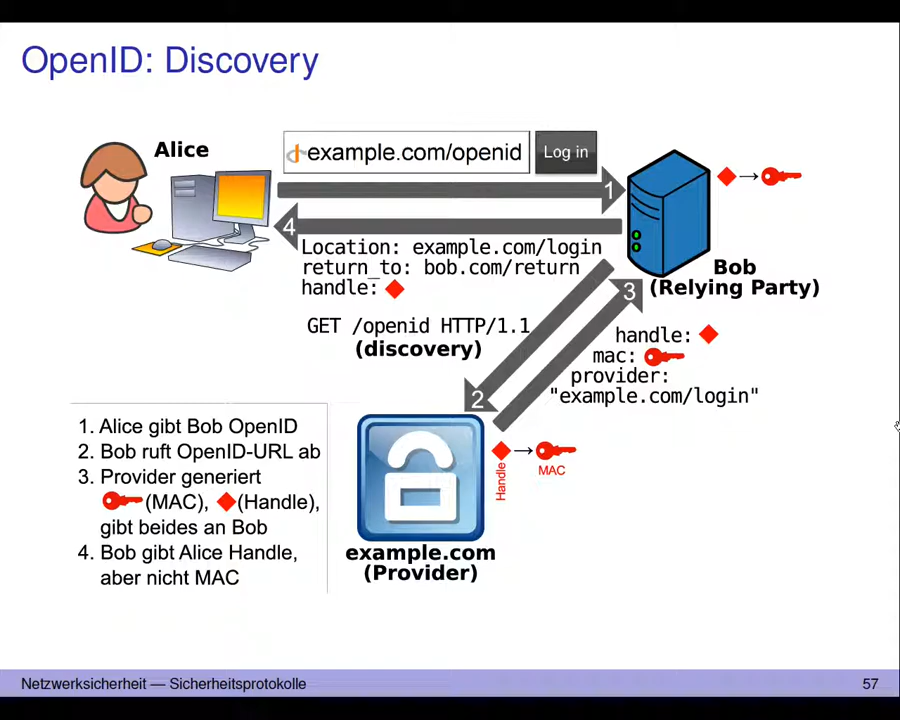 OpenID: Discovery
Alice
example.com/openid
Log in
1
4
Location: example.com/login
return_to: bob.com/return
handle:
Bob
(Relying Party)
3
GET /openid HTTP/1.1
(discovery)
handle:
mac:
provider:
"example.com/login"
2
1. Alice gibt Bob OpenID
2. Bob ruft OpenID-URL ab
3. Provider generiert
(MAC), (Handle),
gibt beides an Bob
4. Bob gibt Alice Handle,
aber nicht MAC
Handle
MAC
example.com
(Provider)
Netzwerksicherheit — Sicherheitsprotokolle
57